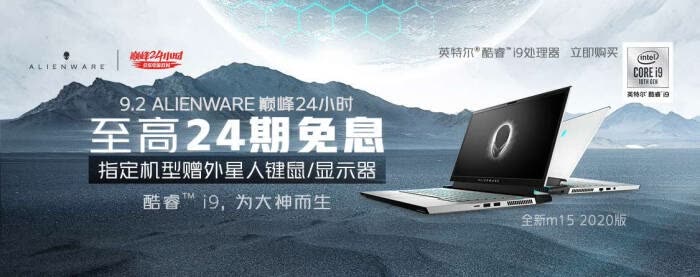 ALIENWARE
巅峰24小时
英特尔®酷睿™i9处理器 立即购买
intel
CORE i9
10TH GEN
英特尔®酷睿™i9
9.2 ALIENWARE 巅峰24小时
至高24期免息
指定机型赠外星人键鼠/显示器
酷睿™ i9, 为大神而生
ALIENWARE
全新m15 2020版